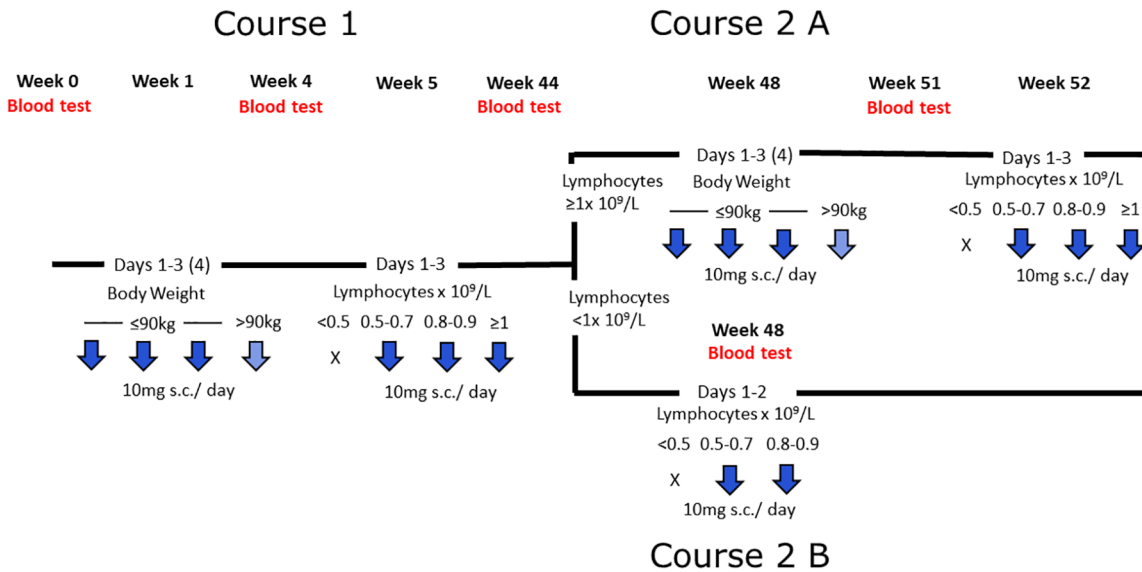 Course 1
Course 2 A
Week 0
Blood test
Week 1
Week 4
Blood test
Week 5
Week 44
Blood test
Week 48
Week 51
Blood test
Week 52
Days 1-3 (4)
Body Weight
≤90kg >90kg
10mg s.c./ day
Days 1-3
Lymphocytes x 10⁹/L
<0.5 0.5-0.7 0.8-0.9 ≥1
X
10mg s.c./ day
Lymphocytes
≥1x 10⁹/L
Days 1-3 (4)
Body Weight
≤90kg >90kg
10mg s.c./ day
Days 1-3
Lymphocytes x 10⁹/L
<0.5 0.5-0.7 0.8-0.9 ≥1
X
10mg s.c./ day
Lymphocytes
<1x 10⁹/L
Week 48
Blood test
Days 1-2
Lymphocytes x 10⁹/L
<0.5 0.5-0.7 0.8-0.9
X
10mg s.c./ day
Course 2 B